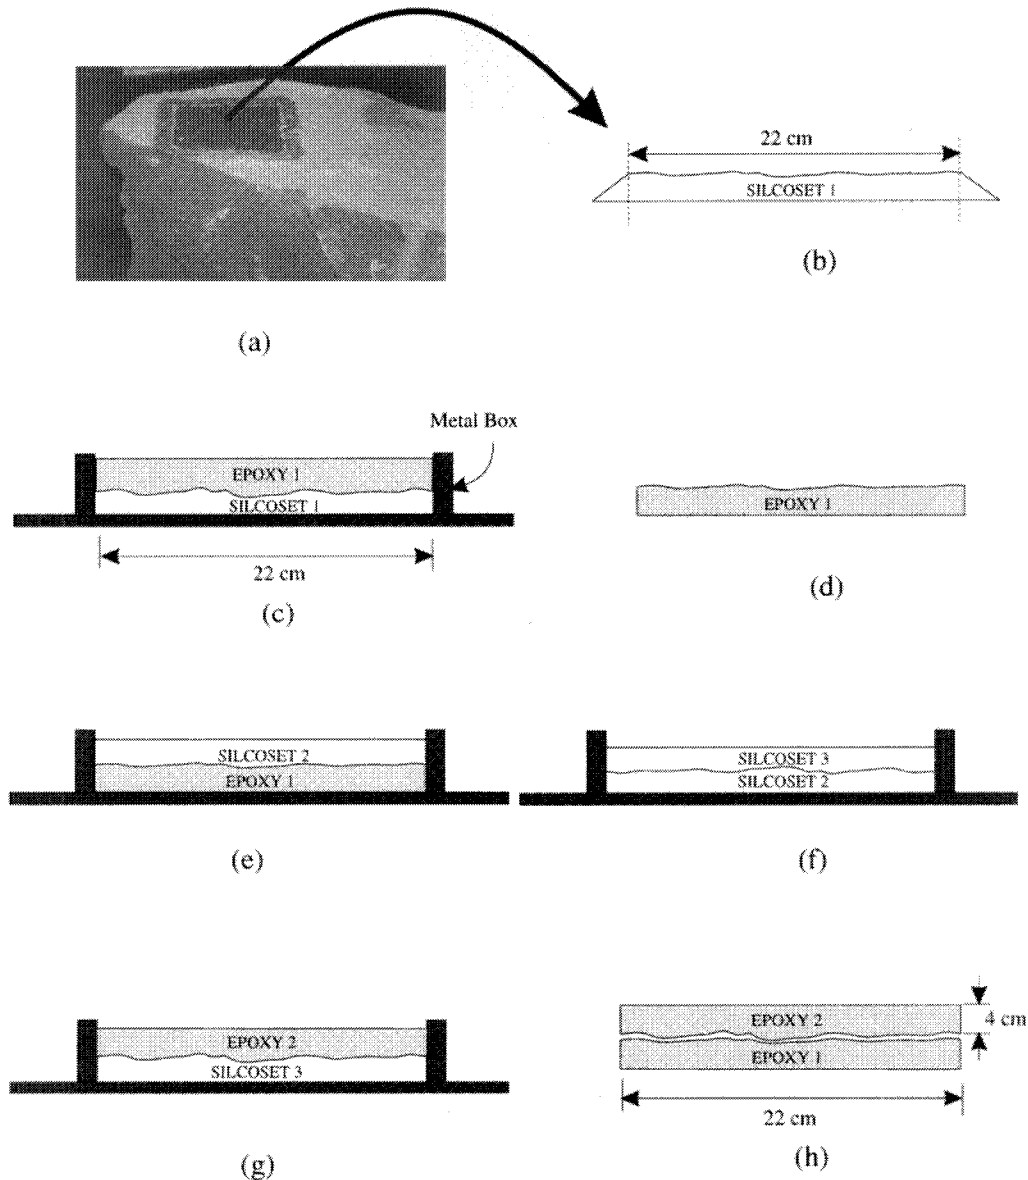 22 cm
SILCOSET 1
(b)
(a)
Metal Box
EPOXY 1
SILCOSET 1
22 cm
(c)
EPOXY 1
(d)
SILCOSET 2
EPOXY 1
(e)
SILCOSET 3
SILCOSET 2
(f)
EPOXY 2
SILCOSET 3
(g)
EPOXY 2
4 cm
EPOXY 1
22 cm
(h)